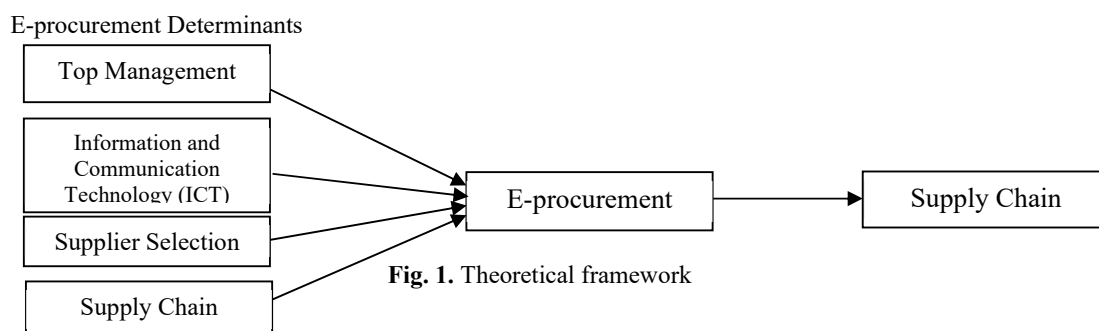 E-procurement Determinants
Top Management
Information and
Communication
Technology (ICT)
Supplier Selection
Supply Chain
E-procurement
Supply Chain
Fig. 1. Theoretical framework